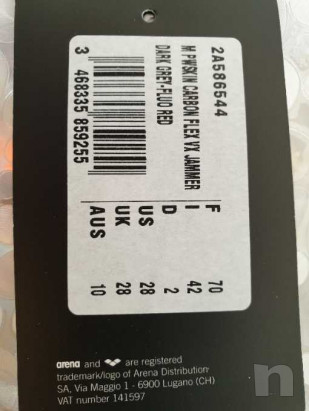 2A586544
M PWSKIN CARBON FLEX VX JAMMER
DARK GREY-FLUO RED
3 468335 859255
F 70
I 42
D 2
US 28
UK 28
AUS 10
arena and are registered
trademark/logo of Arena Distribution
SA, Via Maggio 1 - 6900 Lugano (CH)
VAT number 141597
n